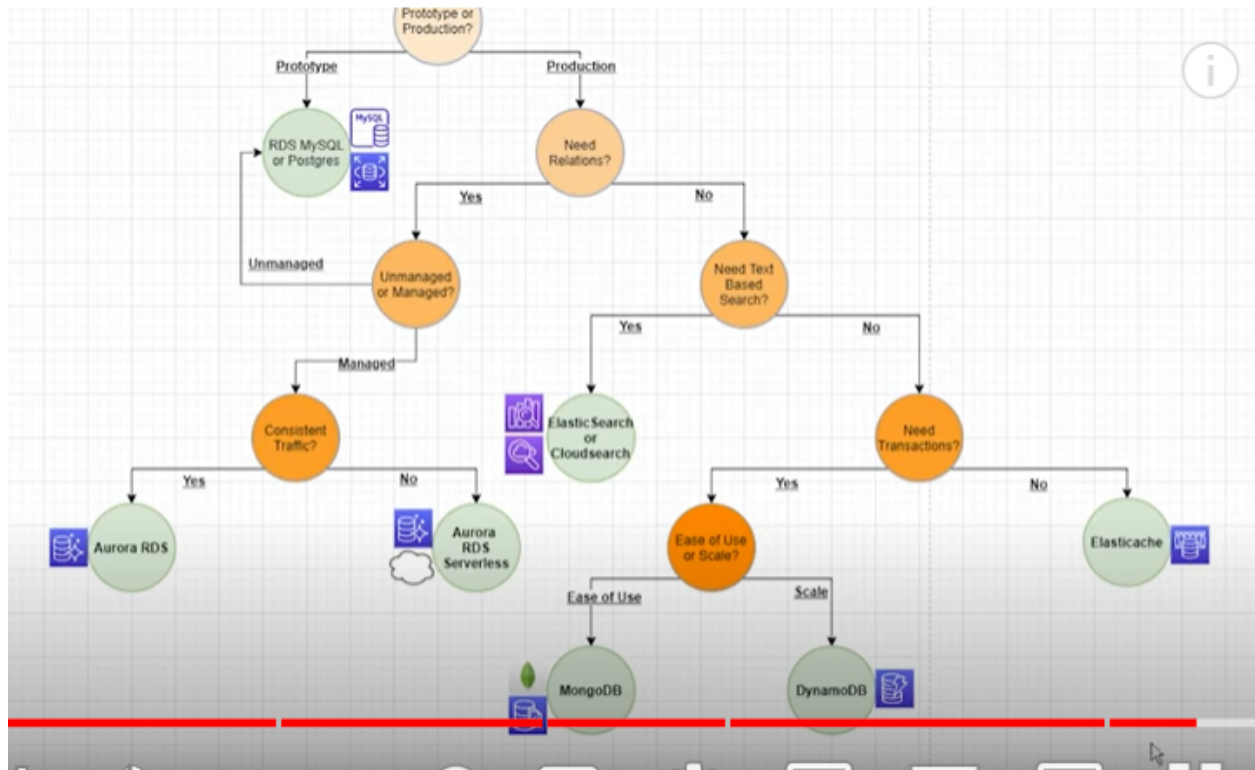 Prototype or
Production?
Prototype
Production
MySQL
RDS MySQL
or Postgres
Need
Relations?
Yes
No
Unmanaged
Unmanaged
or Managed?
Need Text
Based
Search?
Yes
No
Managed
Consistent
Traffic?
ElasticSearch
or
Cloudsearch
Need
Transactions?
Yes
No
Yes
No
Aurora RDS
Aurora
RDS
Serverless
Ease of Use
or Scale?
Elasticache
Ease of Use
Scale
MongoDB
DynamoDB